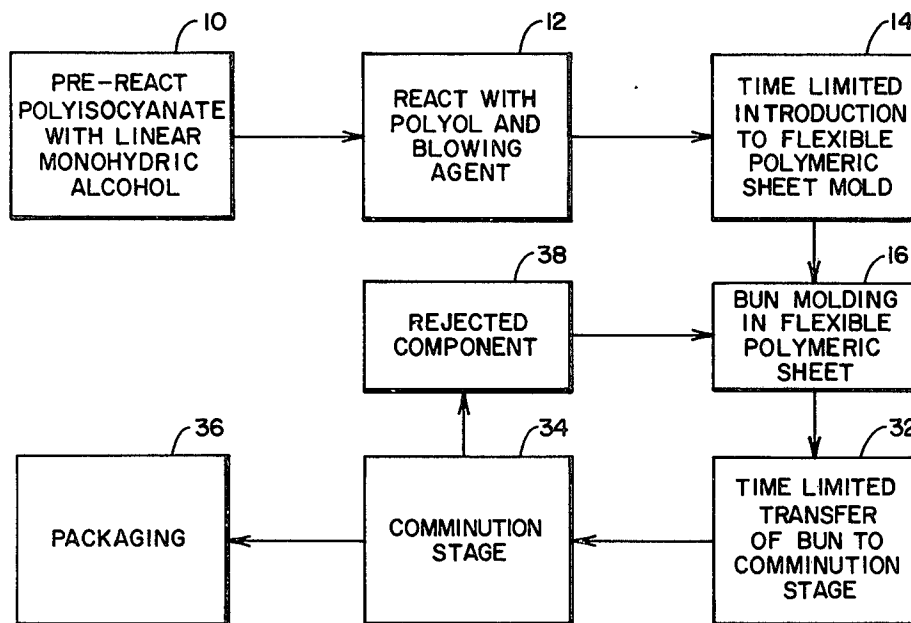 10
PRE-REACT
POLYISOCYANATE
WITH LINEAR
MONOHYDRIC
ALCOHOL
12
REACT WITH
POLYOL AND
BLOWING
AGENT
14
TIME LIMITED
INTRODUCTION
TO FLEXIBLE
POLYMERIC
SHEET MOLD
38
REJECTED
COMPONENT
16
BUN MOLDING
IN FLEXIBLE
POLYMERIC
SHEET
36
PACKAGING
34
COMMINUTION
STAGE
32
TIME LIMITED
TRANSFER
OF BUN TO
COMMINUTION
STAGE